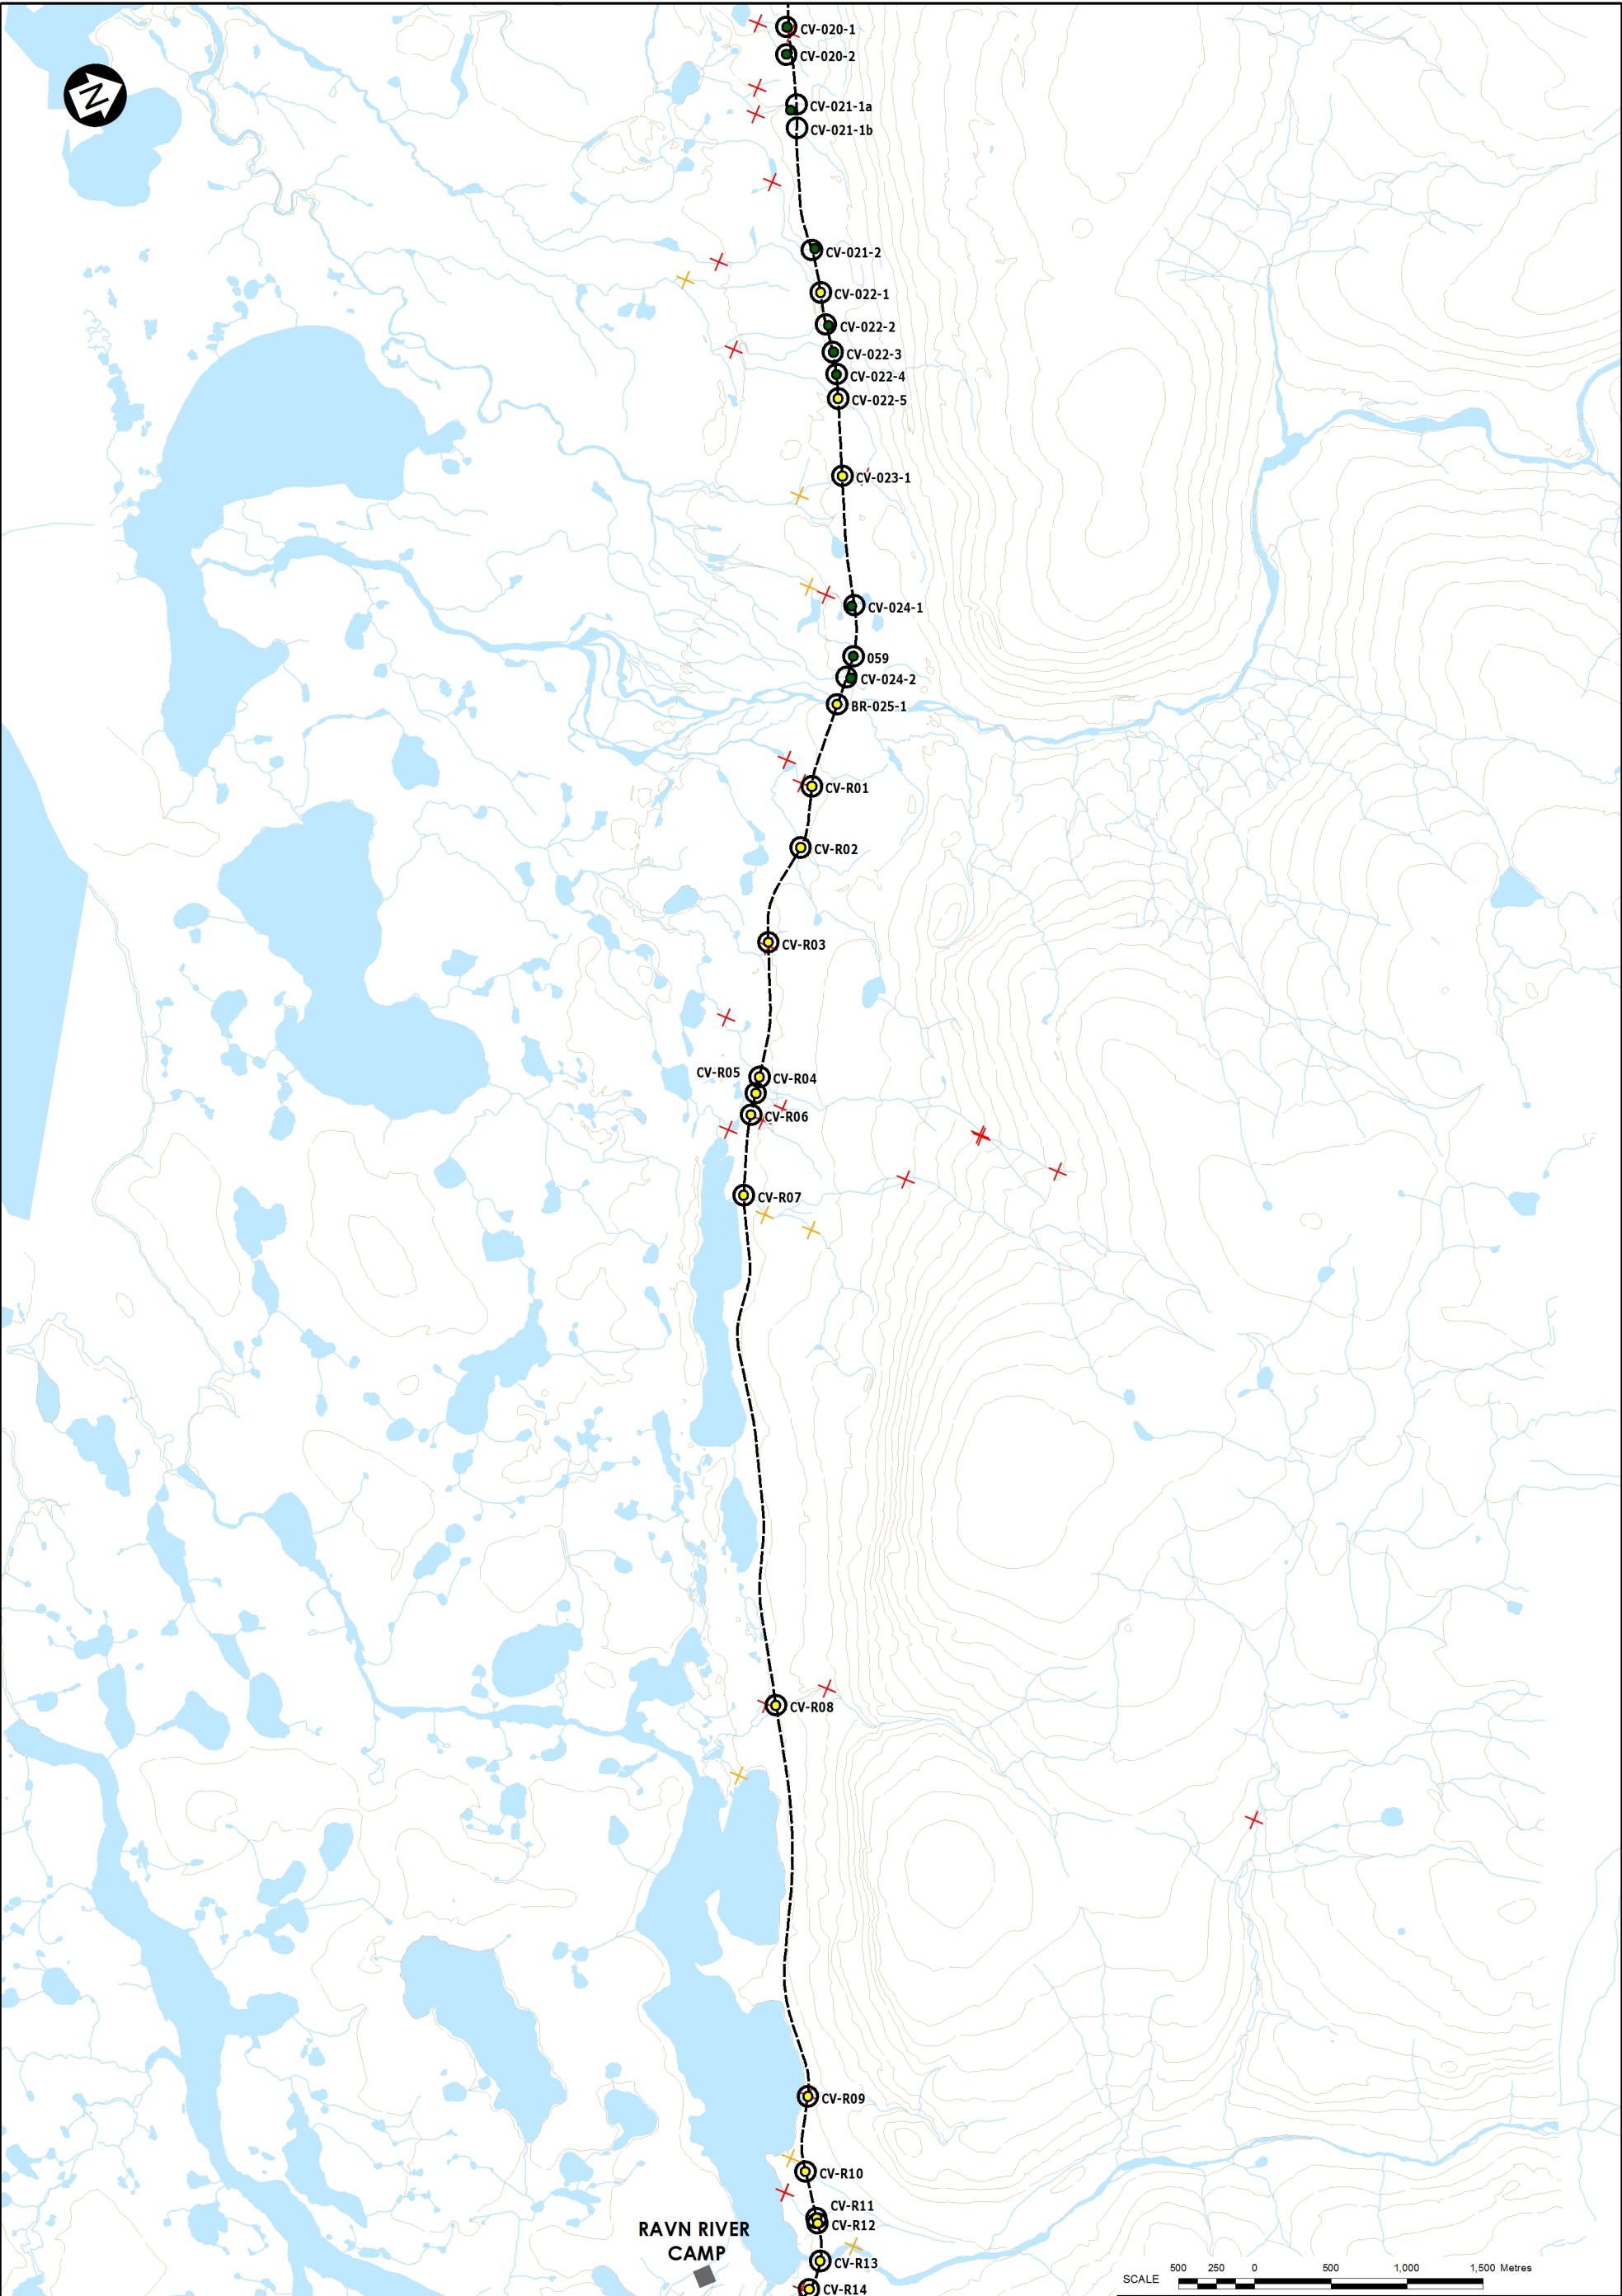 CV-020-1
N
CV-020-2
CV-021-1a
CV-021-1b
CV-021-2
CV-022-1
CV-022-2
CV-022-3
CV-022-4
CV-022-5
CV-023-1
CV-024-1
059
CV-024-2
BR-025-1
CV-R01
CV-R02
CV-R03
CV-R05
CV-R04
CV-R06
CV-R07
CV-R08
CV-R09
CV-R10
CV-R11
CV-R12
RAVN RIVER
CAMP
CV-R13
CV-R14
500 250 0 500 1,000 1,500 Metres
SCALE